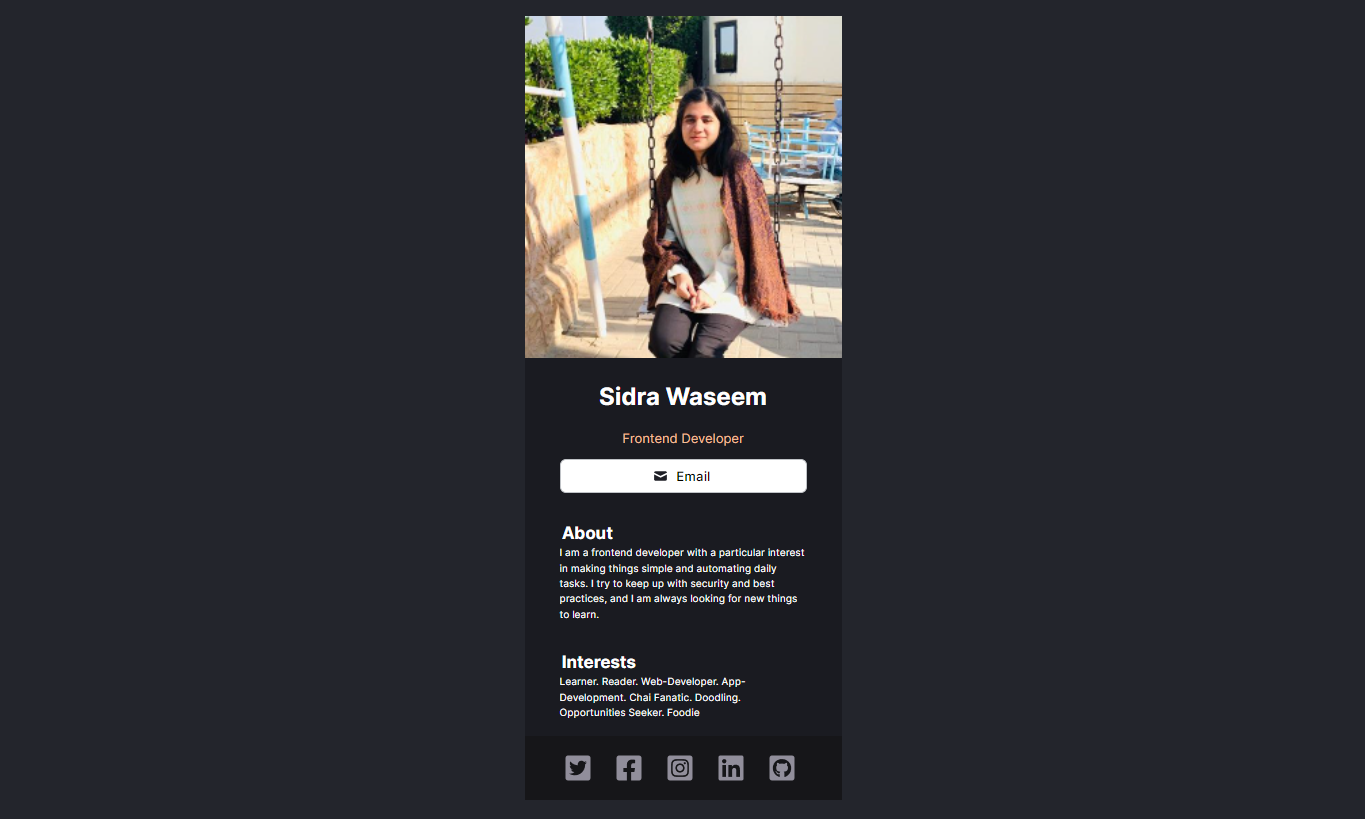 Sidra Waseem
Frontend Developer
Email
About
I am a frontend developer with a particular interest
in making things simple and automating daily
tasks. I try to keep up with security and best
practices, and I am always looking for new things
to learn.
Interests
Learner. Reader. Web-Developer. App-
Development. Chai Fanatic. Doodling.
Opportunities Seeker. Foodie